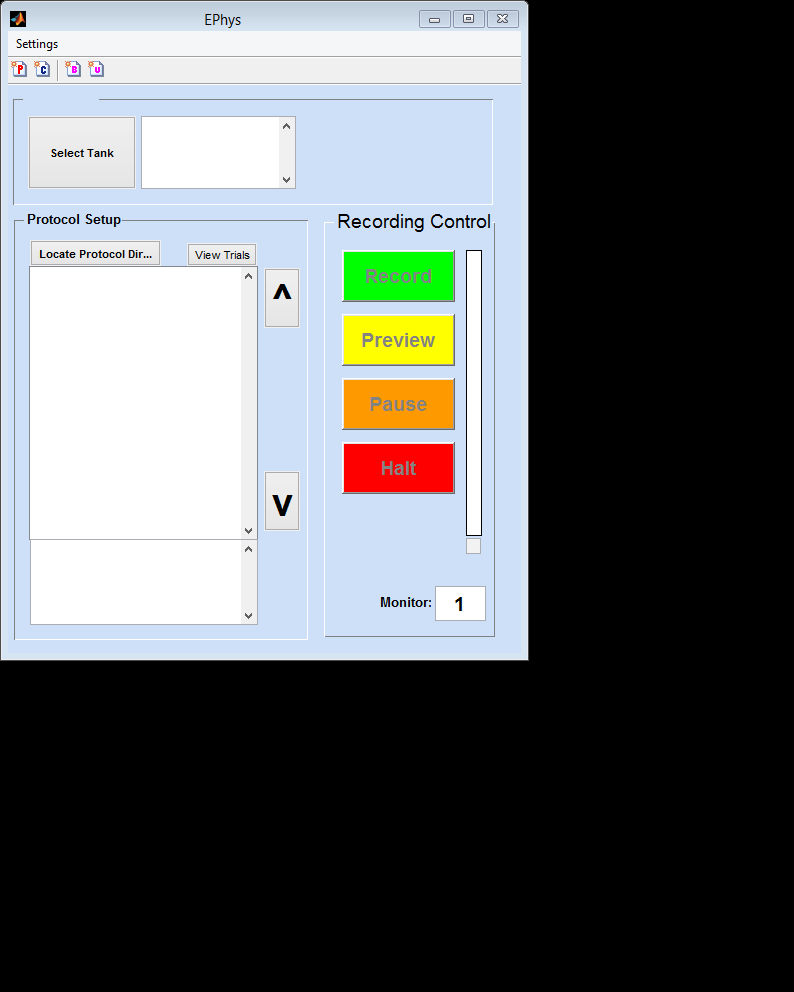 EPhys
Settings
P C B U
Select Tank
Protocol Setup
Recording Control
Locate Protocol Dir...
View Trials
Record
^
Preview
Pause
Halt
V
Monitor: 1